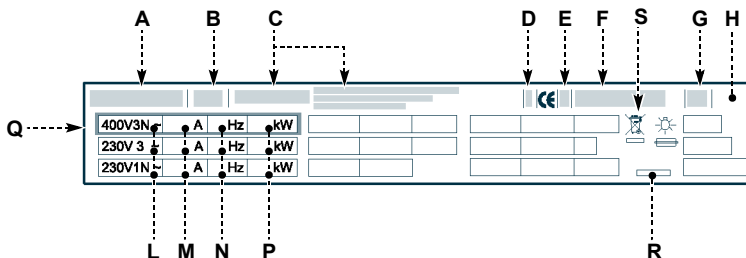 A B C D E F S G H
CE
Q
400V3N~ A Hz kW
230V 3 ~ A Hz kW
230V1N~ A Hz kW
L M N P R